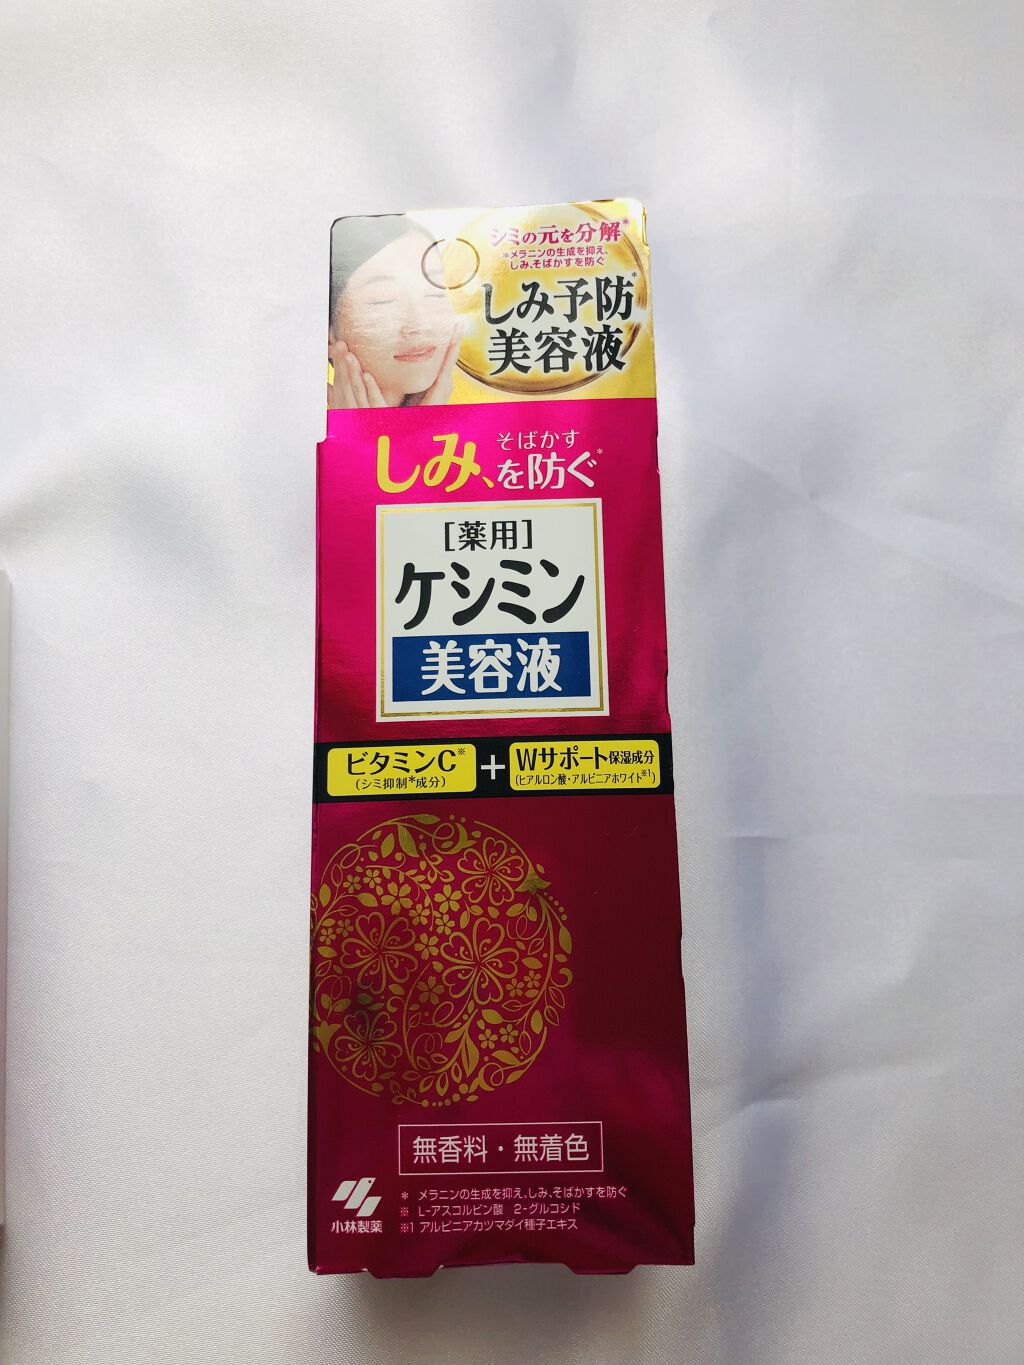 シミの元を分解*
*メラニンの生成を抑え、
しみ、そばかすを防ぐ
しみ予防*
美容液
しみ、そばかすを防ぐ*
[薬用]
ケシミン
美容液
ビタミンC※
(シミ抑制*成分)
+
Wサポート保湿成分
(ヒアルロン酸・アルピニアホワイト※1)
無香料・無着色
小林製薬
* メラニンの生成を抑え、しみ、そばかすを防ぐ
※ L-アスコルビン酸 2-グルコシド
※1 アルピニアカツマダイ種子エキス